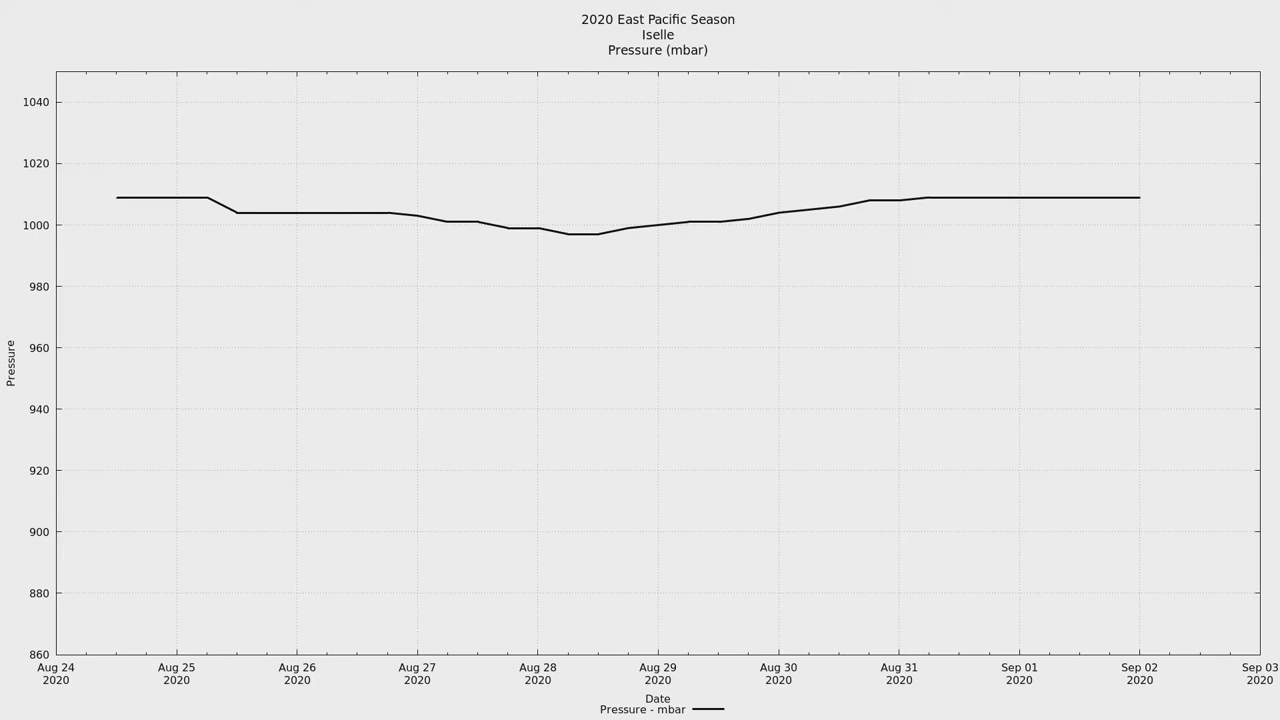 2020 East Pacific Season
Iselle
Pressure (mbar)
1040
1020
1000
980
960
940
920
900
880
860
Pressure
Aug 24 2020
Aug 25 2020
Aug 26 2020
Aug 27 2020
Aug 28 2020
Aug 29 2020
Aug 30 2020
Aug 31 2020
Sep 01 2020
Sep 02 2020
Sep 03 2020
Date
Pressure - mbar